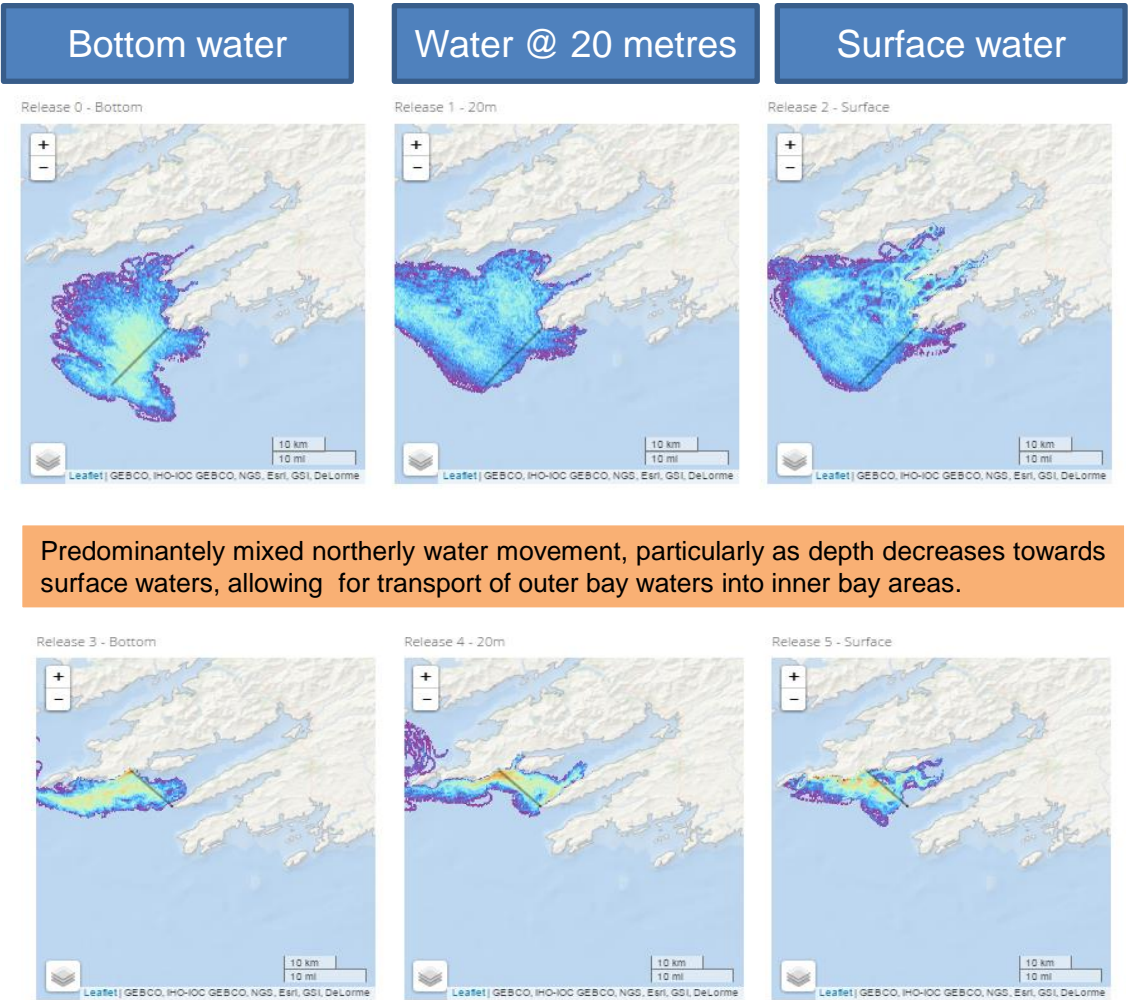 Bottom water
Water @ 20 metres
Surface water
Release 0 - Bottom
Release 1 - 20m
Release 2 - Surface
+
−
+
−
+
−
10 km
10 mi
10 km
10 mi
10 km
10 mi
Leaflet | GEBCO, IHO-IOC GEBCO, NGS, Esri, GSI, DeLorme
Leaflet | GEBCO, IHO-IOC GEBCO, NGS, Esri, GSI, DeLorme
Leaflet | GEBCO, IHO-IOC GEBCO, NGS, Esri, GSI, DeLorme
Predominantely mixed northerly water movement, particularly as depth decreases towards
surface waters, allowing for transport of outer bay waters into inner bay areas.
Release 3 - Bottom
Release 4 - 20m
Release 5 - Surface
+
−
+
−
+
−
10 km
10 mi
10 km
10 mi
10 km
10 mi
Leaflet | GEBCO, IHO-IOC GEBCO, NGS, Esri, GSI, DeLorme
Leaflet | GEBCO, IHO-IOC GEBCO, NGS, Esri, GSI, DeLorme
Leaflet | GEBCO, IHO-IOC GEBCO, NGS, Esri, GSI, DeLorme